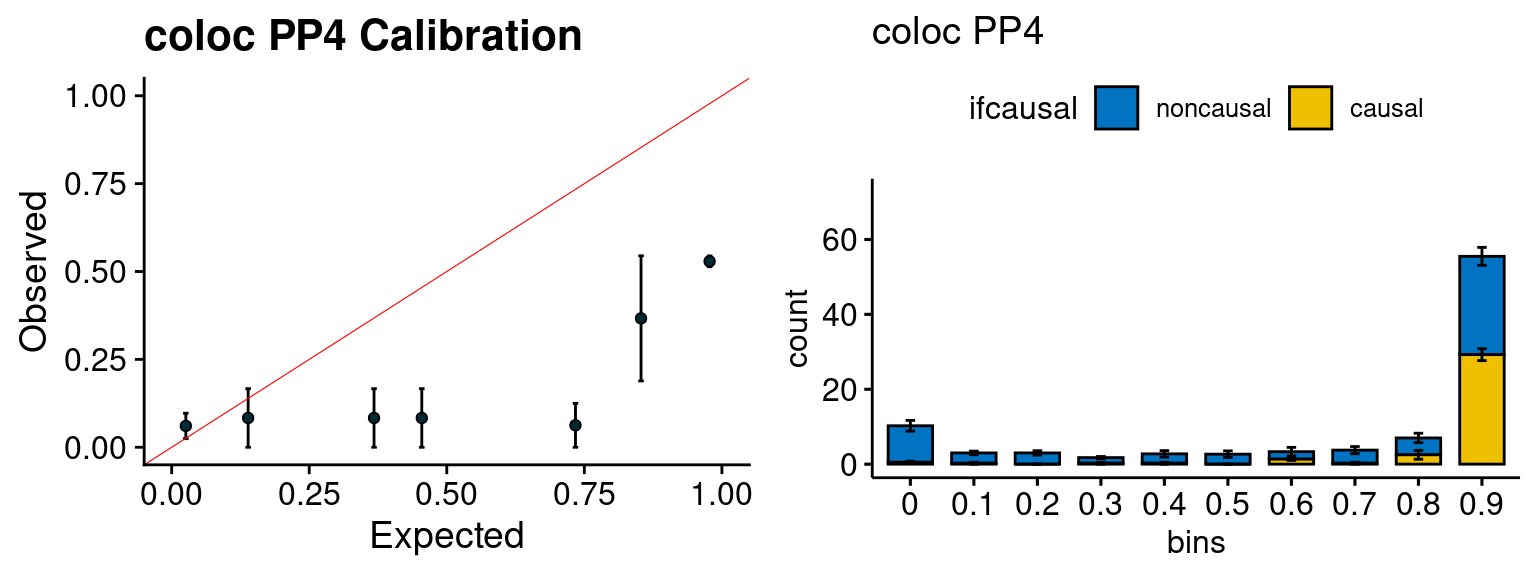 coloc PP4 Calibration
1.00
0.75
0.50
0.25
0.00
Observed
0.00 0.25 0.50 0.75 1.00
Expected
coloc PP4
ifcausal noncausal causal
60
40
20
0
count
0 0.1 0.2 0.3 0.4 0.5 0.6 0.7 0.8 0.9
bins